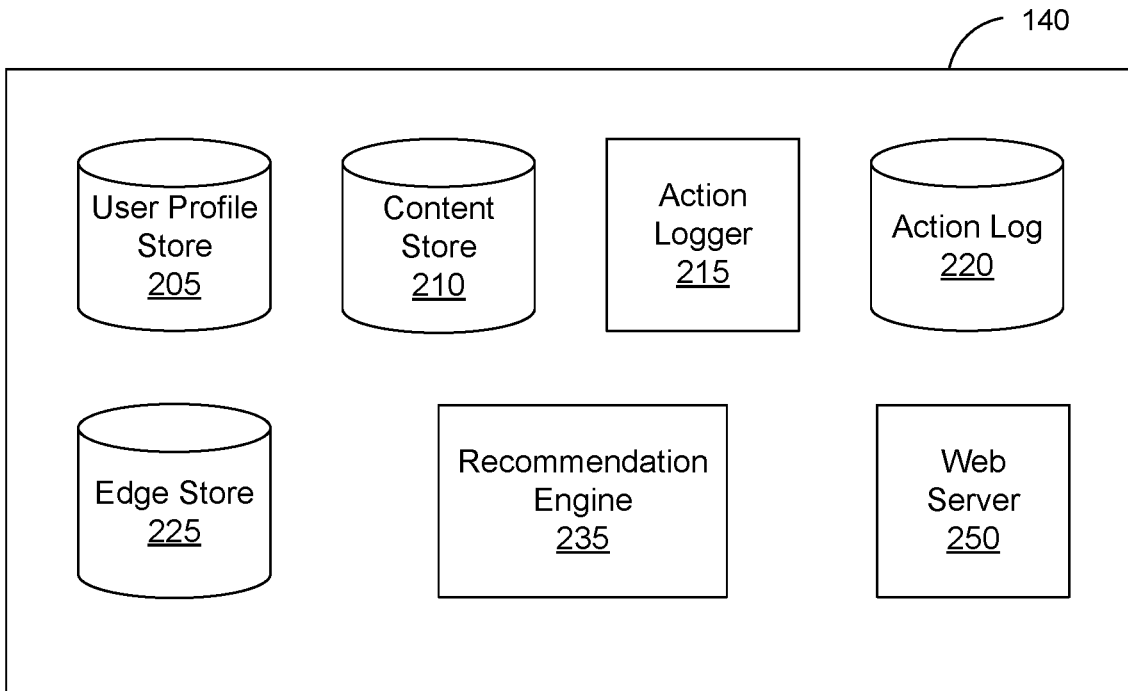 140
User Profile
Store
205
Content
Store
210
Action
Logger
215
Action Log
220
Edge Store
225
Recommendation
Engine
235
Web
Server
250